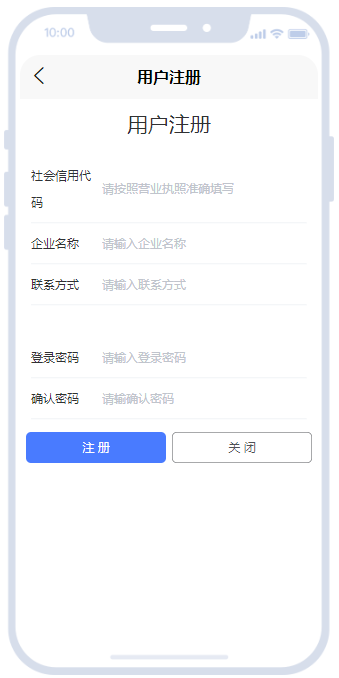 10:00
用户注册
用户注册
社会信用代
码
请按照营业执照准确填写
企业名称 请输入企业名称
联系方式 请输入联系方式
登录密码 请输入登录密码
确认密码 请输确认密码
注 册 关 闭